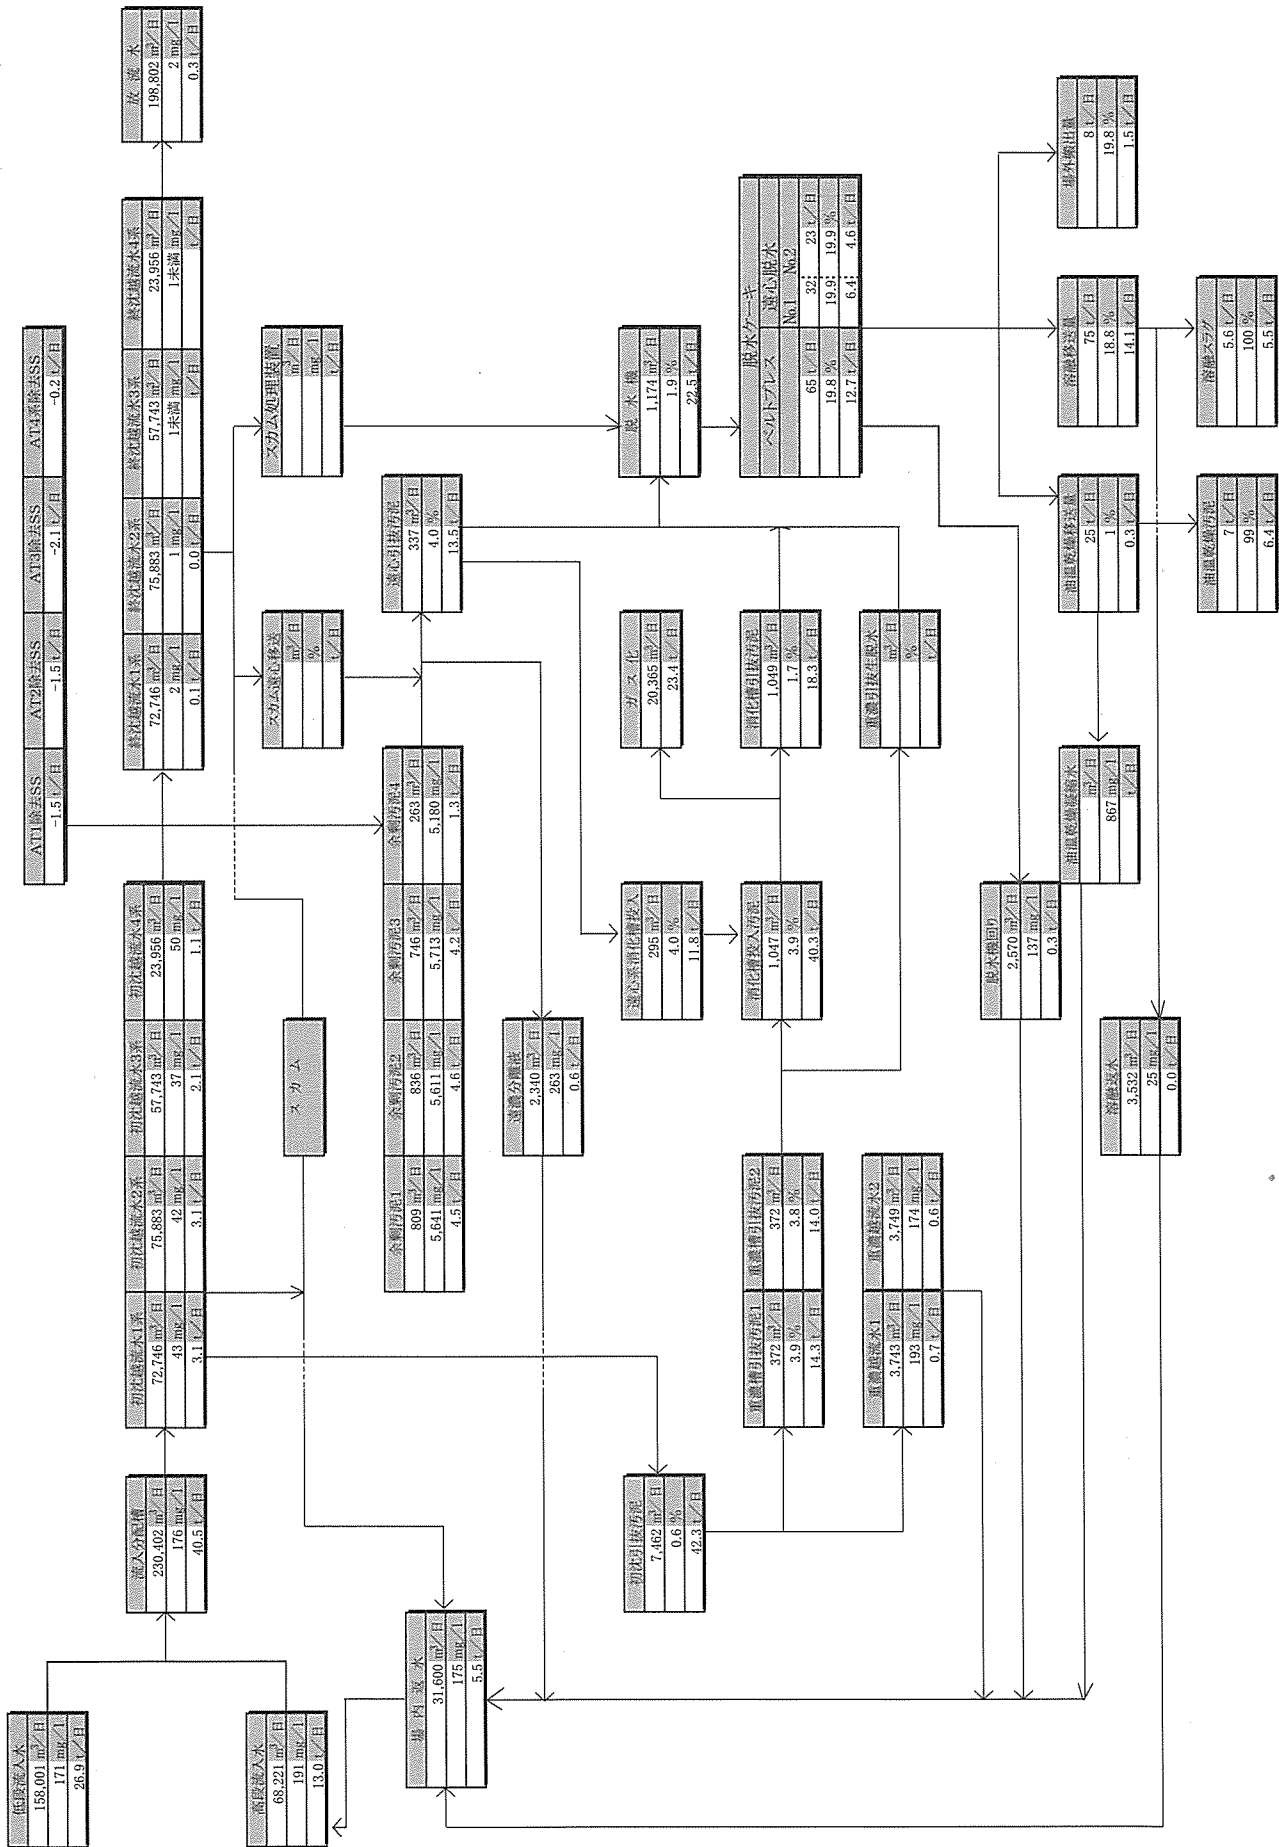 低段流入水
158,001 m³/日
171 mg/l
26.9 t/日
高段流入水
68,221 m³/日
191 mg/l
13.0 t/日
流入分配槽
230,402 m³/日
176 mg/l
40.5 t/日
場内返水
31,600 m³/日
175 mg/l
5.5 t/日
初沈越流水1系 初沈越流水2系 初沈越流水3系 初沈越流水4系
72,746 m³/日 75,883 m³/日 57,743 m³/日 23,956 m³/日
43 mg/l 42 mg/l 37 mg/l 50 mg/l
3.1 t/日 3.1 t/日 2.1 t/日 1.1 t/日
AT1除去SS AT2除去SS AT3除去SS AT4系除去SS
-1.5 t/日 -1.5 t/日 -2.1 t/日 -0.2 t/日
終沈越流水1系 終沈越流水2系 終沈越流水3系 終沈越流水4系
72,746 m³/日 75,883 m³/日 57,743 m³/日 23,956 m³/日
2 mg/l 1 mg/l 1未満 mg/l 1未満 mg/l
0.1 t/日 0.0 t/日 t/日 t/日
放流水
198,802 m³/日
2 mg/l
0.3 t/日
スカム
スカム遠心移送
m³/日
%
t/日
スカム処理装置
m³/日
mg/l
t/日
余剰汚泥1 余剰汚泥2 余剰汚泥3 余剰汚泥4
809 m³/日 836 m³/日 746 m³/日 263 m³/日
5,641 mg/l 5,611 mg/l 5,713 mg/l 5,180 mg/l
4.5 t/日 4.6 t/日 4.2 t/日 1.3 t/日
遠心引抜汚泥
337 m³/日
4.0 %
13.5 t/日
遠濃分離液
2,340 m³/日
263 mg/l
0.6 t/日
初沈引抜汚泥
7,462 m³/日
0.6 %
42.3 t/日
遠心系消化槽投入
295 m³/日
4.0 %
11.8 t/日
ガス化
20,365 m³/日
23.4 t/日
脱水機
1,174 m³/日
1.9 %
22.5 t/日
重濃槽引抜汚泥1 重濃槽引抜汚泥2
372 m³/日 372 m³/日
3.9 % 3.8 %
14.3 t/日 14.0 t/日
消化槽投入汚泥
1,047 m³/日
3.9 %
40.3 t/日
消化槽引抜汚泥
1,049 m³/日
1.7 %
18.3 t/日
脱水ケーキ
ベルトプレス 遠心脱水
No.1 No.2
65 t/日 32 23 t/日
19.8 % 19.9 19.9 %
12.7 t/日 6.4 4.6 t/日
重濃越流水1 重濃越流水2
3,743 m³/日 3,749 m³/日
193 mg/l 174 mg/l
0.7 t/日 0.6 t/日
重濃引抜生脱水
m³/日
%
t/日
脱水機回り
2,570 m³/日
137 mg/l
0.3 t/日
油温乾燥凝縮水
m³/日
867 mg/l
t/日
油温乾燥移送量
25 t/日
1 %
0.3 t/日
溶融移送量
75 t/日
18.8 %
14.1 t/日
場外搬出量
8 t/日
19.8 %
1.5 t/日
溶融返水
3,532 m³/日
25 mg/l
0.0 t/日
油温乾燥汚泥
7 t/日
99 %
6.4 t/日
溶融スラグ
5.6 t/日
100 %
5.5 t/日